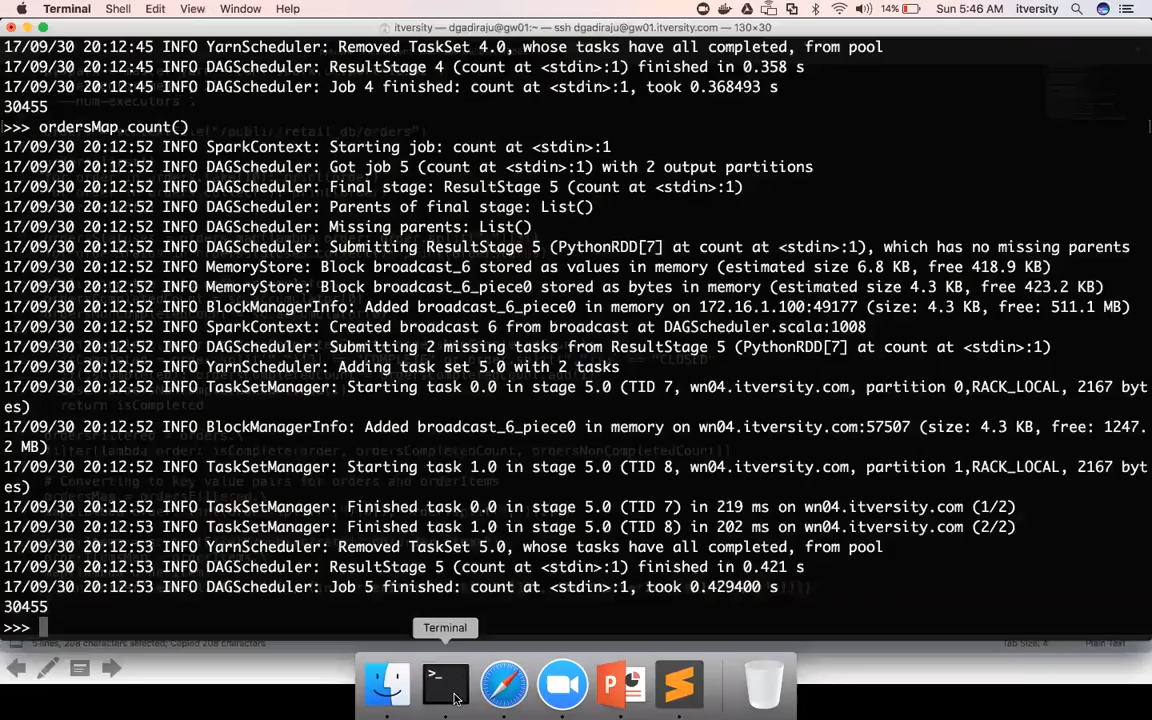 Terminal Shell Edit View Window Help 14% Sun 5:46 AM itversity
itversity — dgadiraju@gw01:~ — ssh dgadiraju@gw01.itversity.com — 130×30
17/09/30 20:12:45 INFO YarnScheduler: Removed TaskSet 4.0, whose tasks have all completed, from pool
17/09/30 20:12:45 INFO DAGScheduler: ResultStage 4 (count at <stdin>:1) finished in 0.358 s
17/09/30 20:12:45 INFO DAGScheduler: Job 4 finished: count at <stdin>:1, took 0.368493 s
30455
>>> ordersMap.count()
17/09/30 20:12:52 INFO SparkContext: Starting job: count at <stdin>:1
17/09/30 20:12:52 INFO DAGScheduler: Got job 5 (count at <stdin>:1) with 2 output partitions
17/09/30 20:12:52 INFO DAGScheduler: Final stage: ResultStage 5 (count at <stdin>:1)
17/09/30 20:12:52 INFO DAGScheduler: Parents of final stage: List()
17/09/30 20:12:52 INFO DAGScheduler: Missing parents: List()
17/09/30 20:12:52 INFO DAGScheduler: Submitting ResultStage 5 (PythonRDD[7] at count at <stdin>:1), which has no missing parents
17/09/30 20:12:52 INFO MemoryStore: Block broadcast_6 stored as values in memory (estimated size 6.8 KB, free 418.9 KB)
17/09/30 20:12:52 INFO MemoryStore: Block broadcast_6_piece0 stored as bytes in memory (estimated size 4.3 KB, free 423.2 KB)
17/09/30 20:12:52 INFO BlockManagerInfo: Added broadcast_6_piece0 in memory on 172.16.1.100:49177 (size: 4.3 KB, free: 511.1 MB)
17/09/30 20:12:52 INFO SparkContext: Created broadcast 6 from broadcast at DAGScheduler.scala:1008
17/09/30 20:12:52 INFO DAGScheduler: Submitting 2 missing tasks from ResultStage 5 (PythonRDD[7] at count at <stdin>:1)
17/09/30 20:12:52 INFO YarnScheduler: Adding task set 5.0 with 2 tasks
17/09/30 20:12:52 INFO TaskSetManager: Starting task 0.0 in stage 5.0 (TID 7, wn04.itversity.com, partition 0,RACK_LOCAL, 2167 byt
es)
17/09/30 20:12:52 INFO BlockManagerInfo: Added broadcast_6_piece0 in memory on wn04.itversity.com:57507 (size: 4.3 KB, free: 1247.
2 MB)
17/09/30 20:12:52 INFO TaskSetManager: Starting task 1.0 in stage 5.0 (TID 8, wn04.itversity.com, partition 1,RACK_LOCAL, 2167 byt
es)
17/09/30 20:12:52 INFO TaskSetManager: Finished task 0.0 in stage 5.0 (TID 7) in 219 ms on wn04.itversity.com (1/2)
17/09/30 20:12:53 INFO TaskSetManager: Finished task 1.0 in stage 5.0 (TID 8) in 202 ms on wn04.itversity.com (2/2)
17/09/30 20:12:53 INFO YarnScheduler: Removed TaskSet 5.0, whose tasks have all completed, from pool
17/09/30 20:12:53 INFO DAGScheduler: ResultStage 5 (count at <stdin>:1) finished in 0.421 s
17/09/30 20:12:53 INFO DAGScheduler: Job 5 finished: count at <stdin>:1, took 0.429400 s
30455
>>>
Terminal
Tab Size: 4 Plain Text